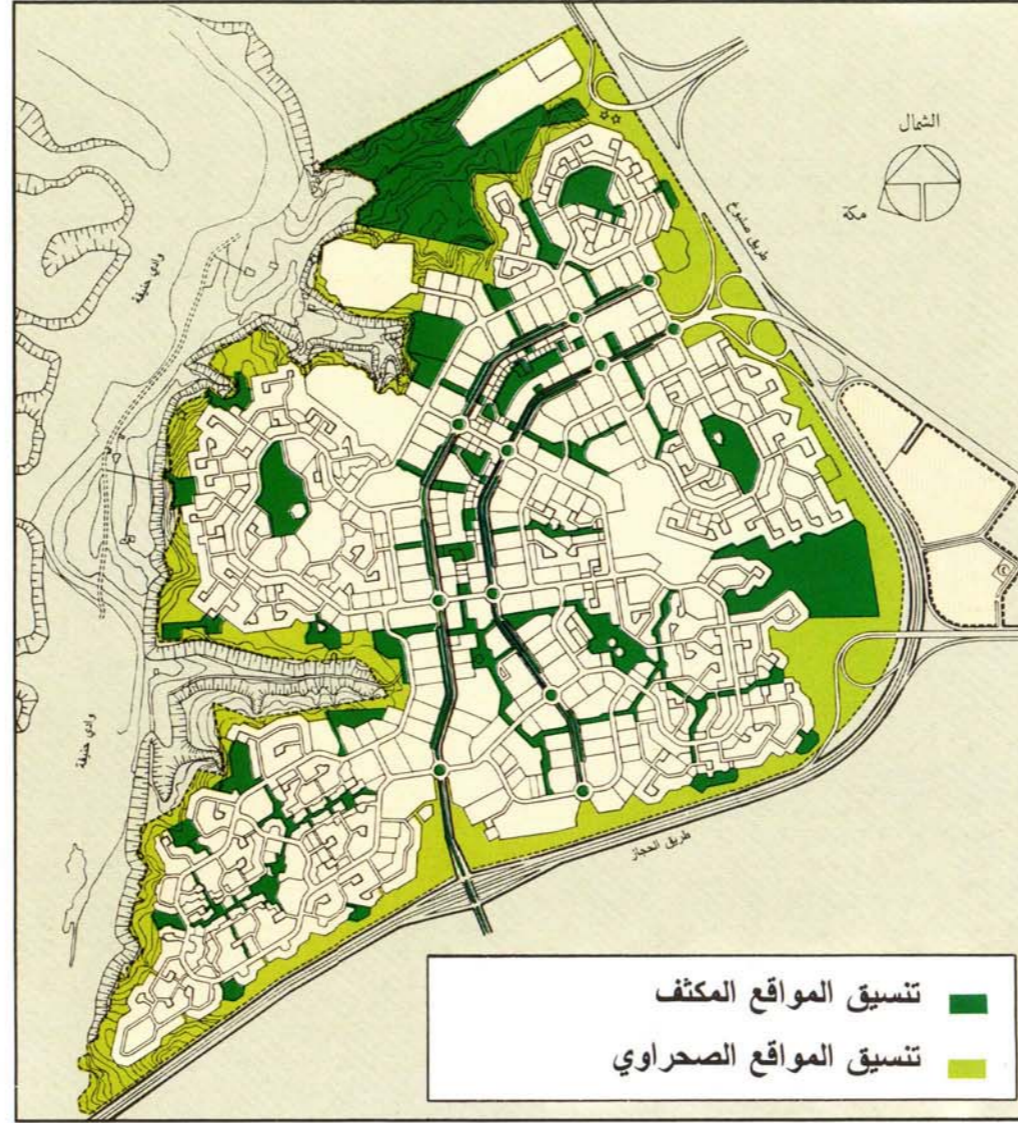 الشمال
مكة
طريق صلبوخ
وادي حنيفة
وادي حنيفة
طريق الحجاز
تنسيق المواقع المكثف
تنسيق المواقع الصحراوي